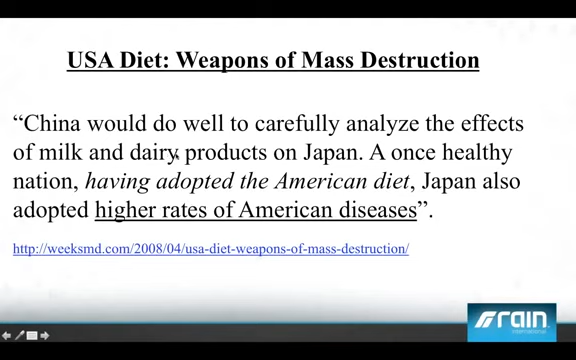 USA Diet: Weapons of Mass Destruction
“China would do well to carefully analyze the effects
of milk and dairy products on Japan. A once healthy
nation, having adopted the American diet, Japan also
adopted higher rates of American diseases”.
http://weeksmd.com/2008/04/usa-diet-weapons-of-mass-destruction/
rain
international